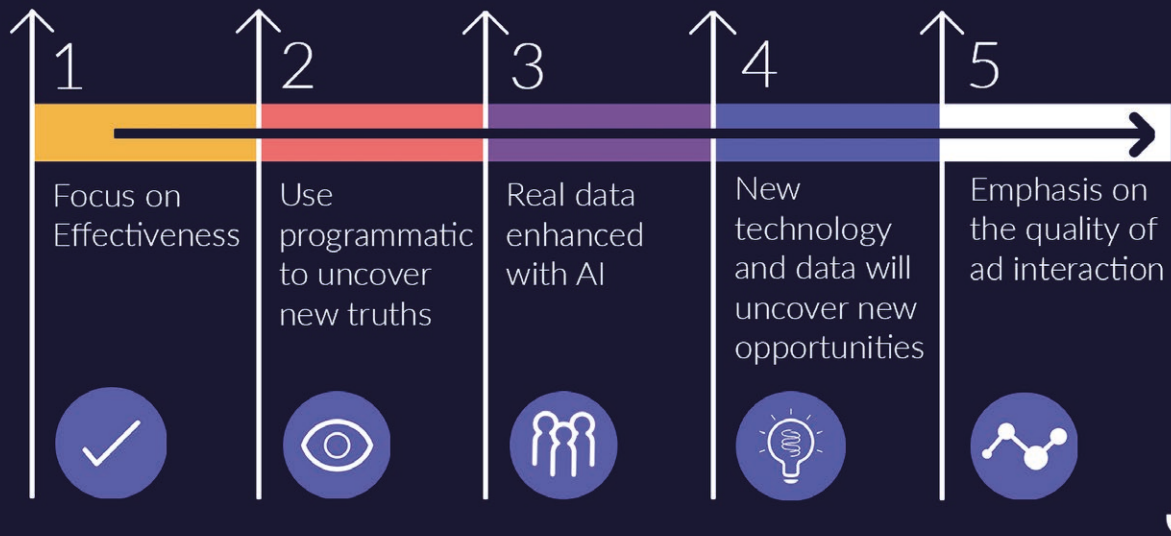 1
Focus on
Effectiveness
2
Use
programmatic
to uncover
new truths
3
Real data
enhanced
with AI
4
New
technology
and data will
uncover new
opportunities
5
Emphasis on
the quality of
ad interaction